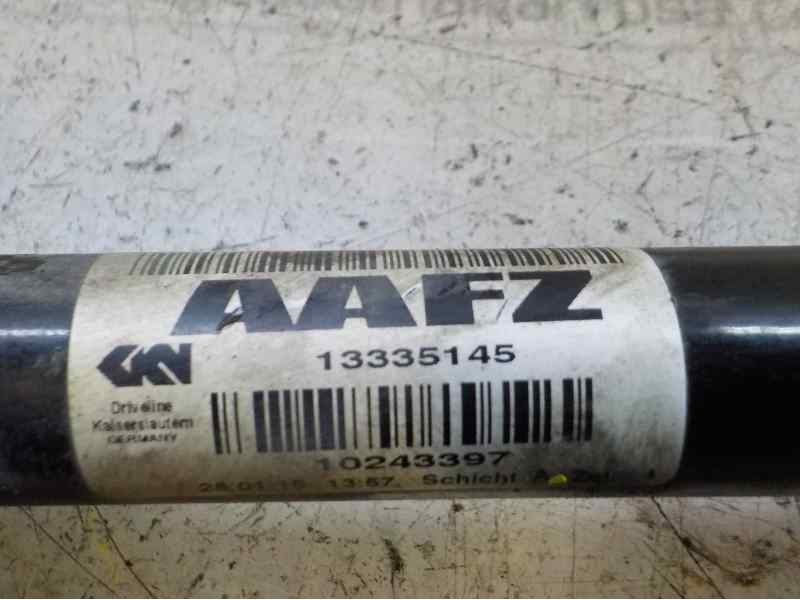 AAFZ
13335145
GKN
Driveline
Kaiserslautern
GERMANY
10243397
13:57, Schicht